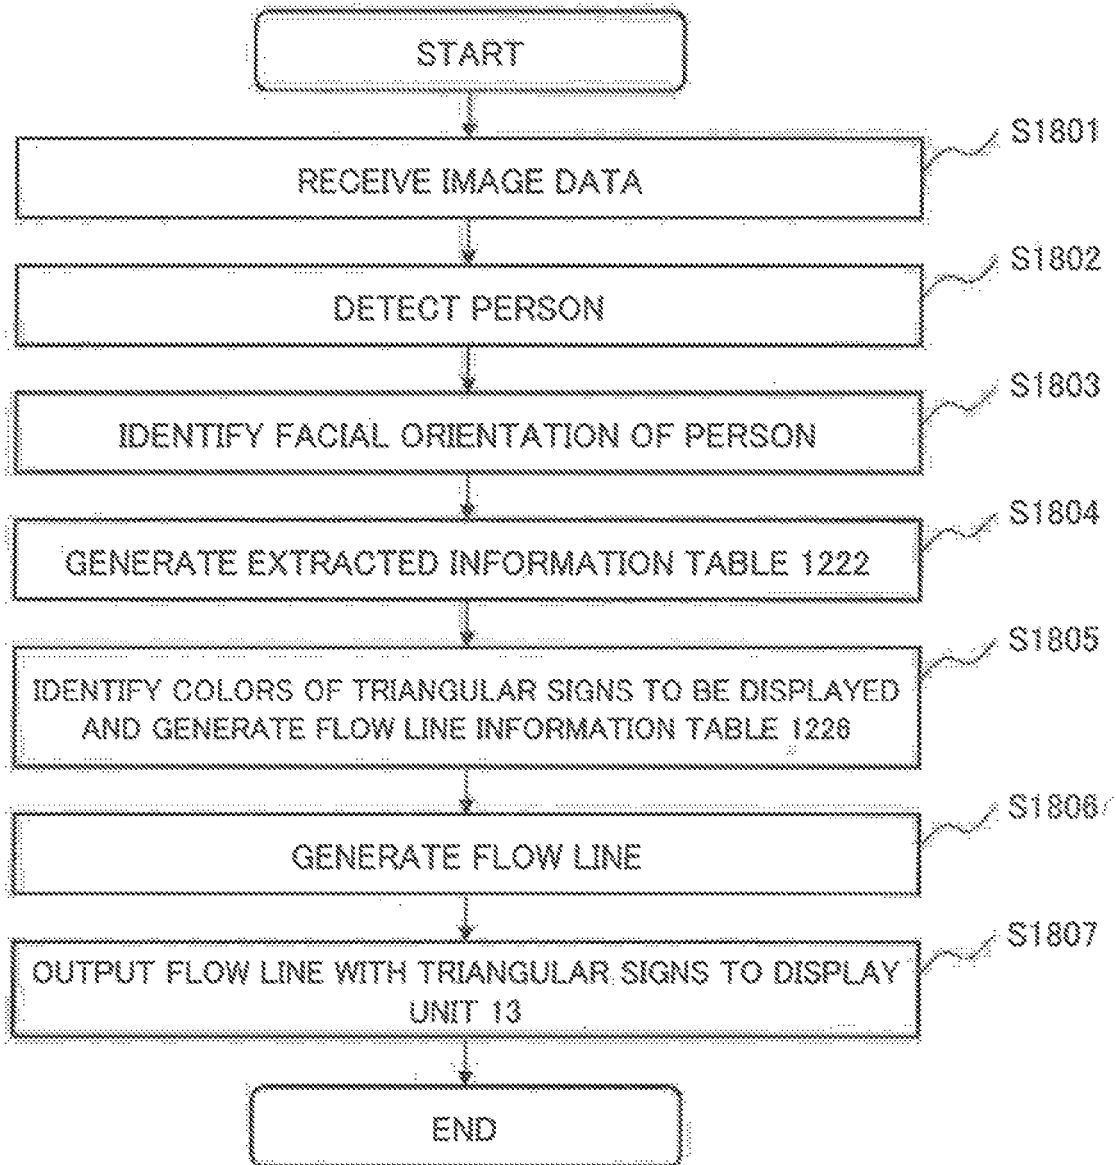 START
S1801
RECEIVE IMAGE DATA
S1802
DETECT PERSON
S1803
IDENTIFY FACIAL ORIENTATION OF PERSON
S1804
GENERATE EXTRACTED INFORMATION TABLE 1222
S1805
IDENTIFY COLORS OF TRIANGULAR SIGNS TO BE DISPLAYED
AND GENERATE FLOW LINE INFORMATION TABLE 1226
S1806
GENERATE FLOW LINE
S1807
OUTPUT FLOW LINE WITH TRIANGULAR SIGNS TO DISPLAY
UNIT 13
END